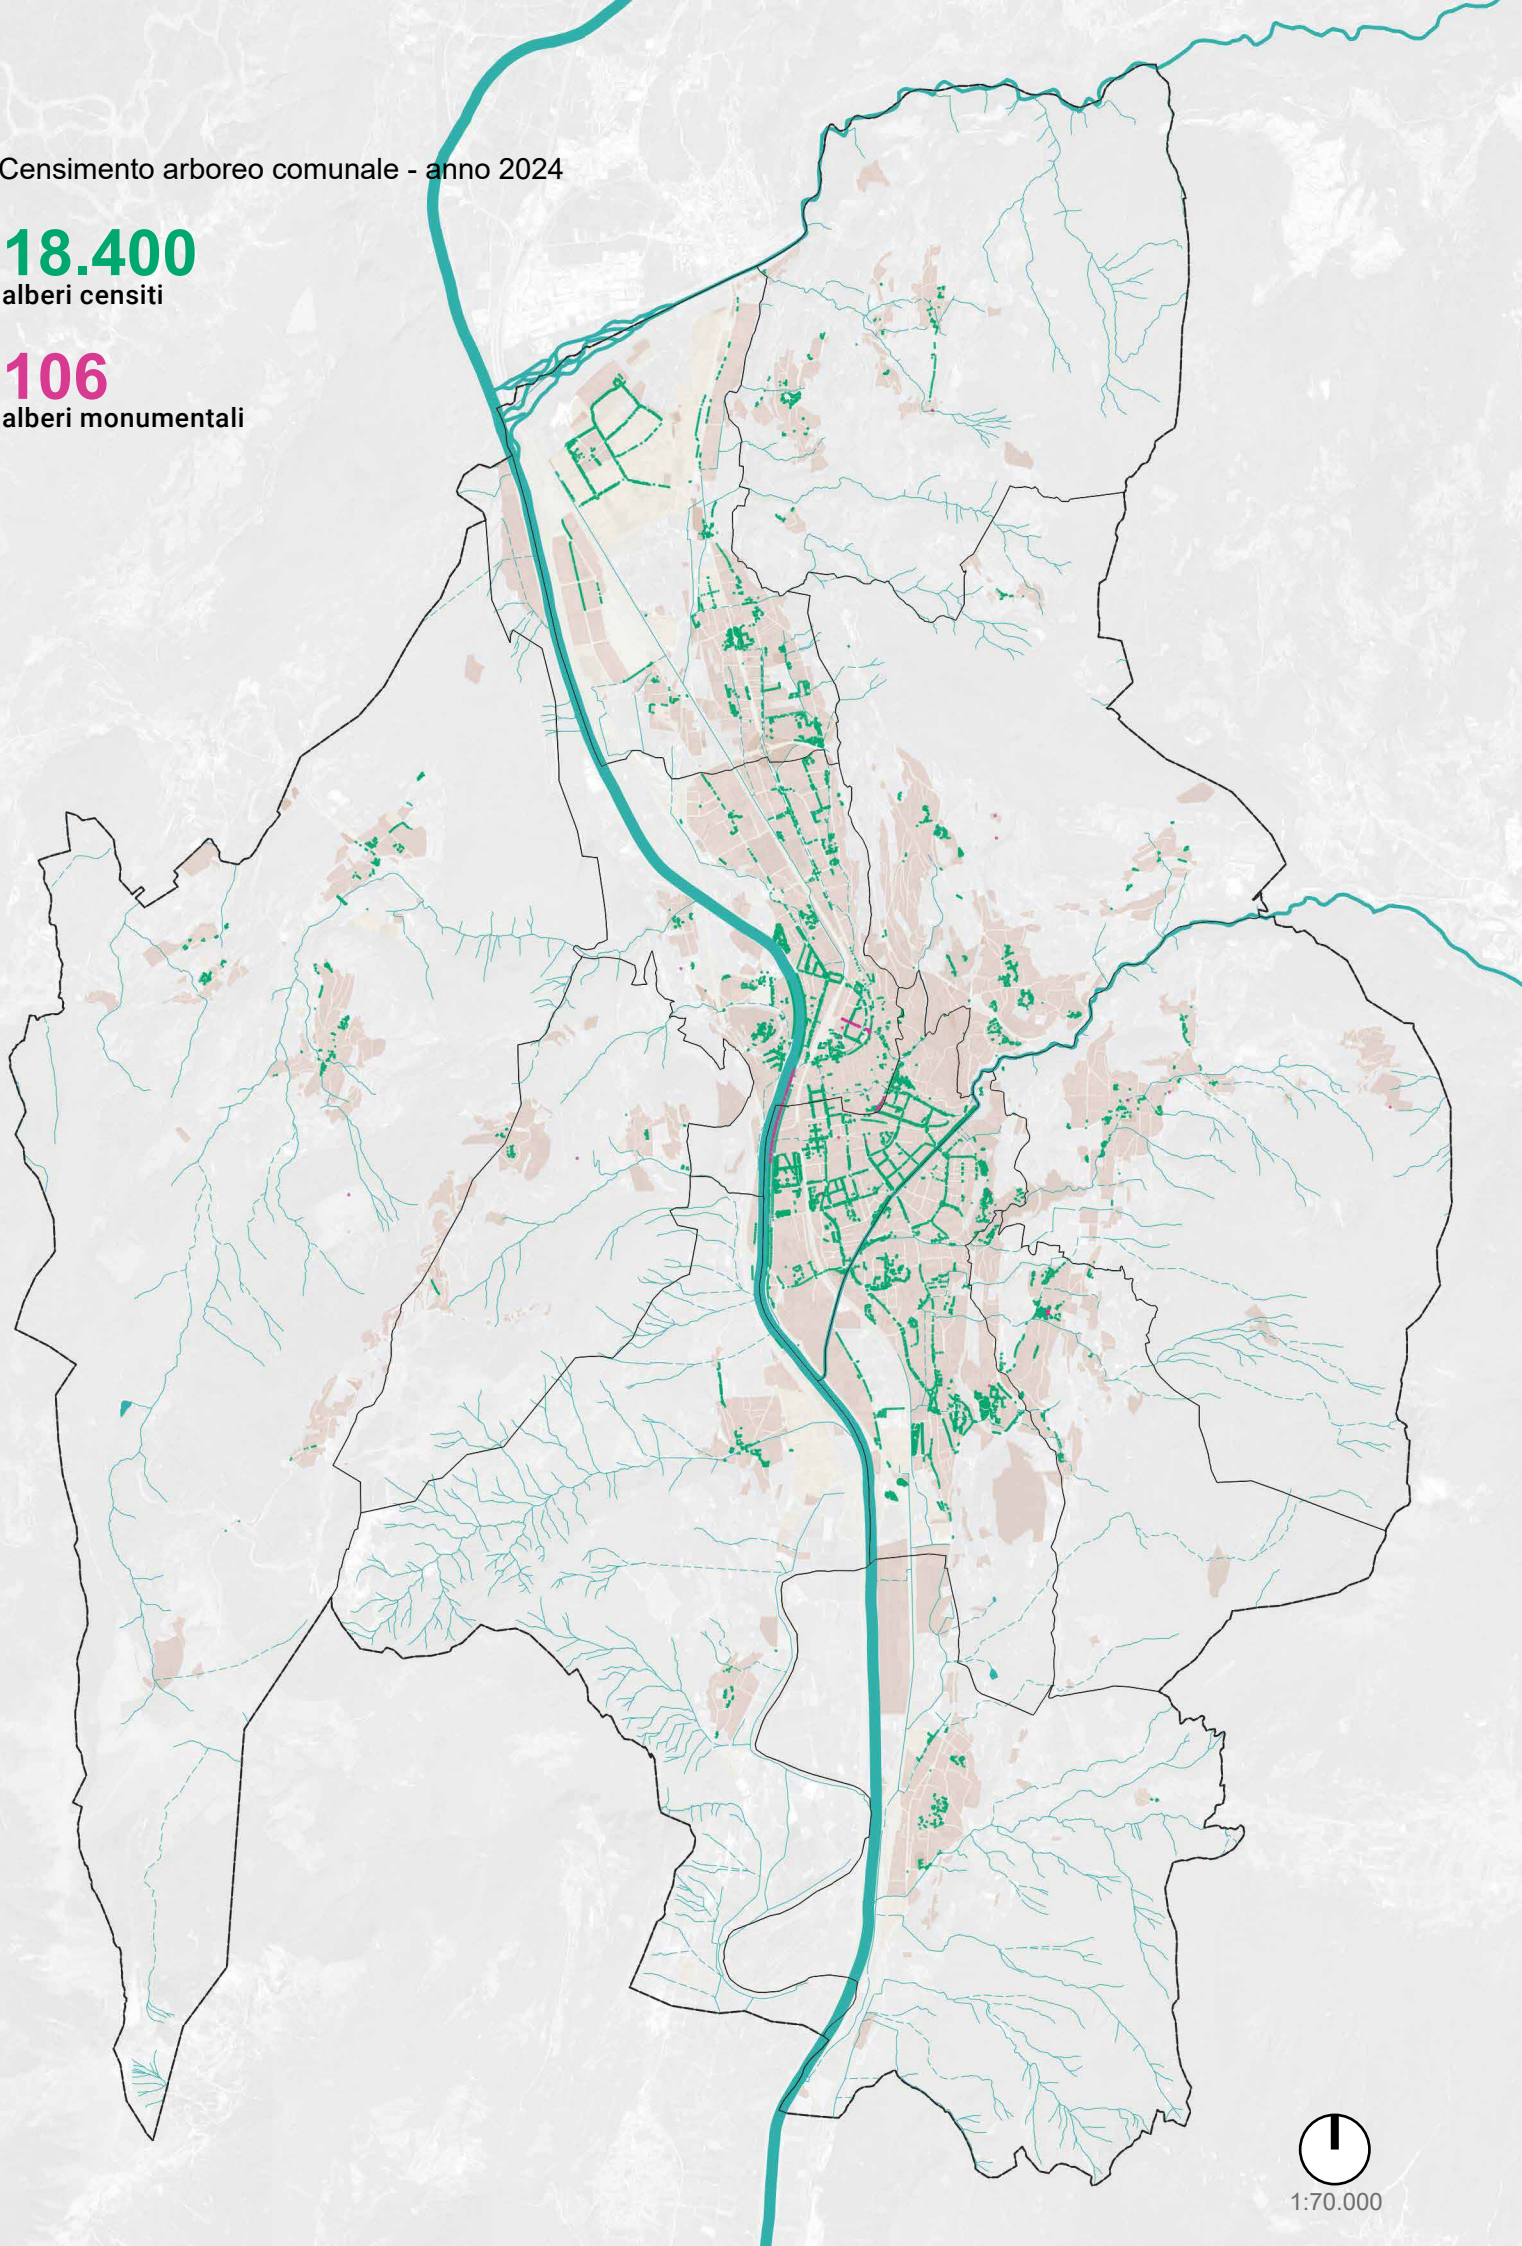 Censimento arboreo comunale - anno 2024
18.400
alberi censiti
106
alberi monumentali
1:70.000